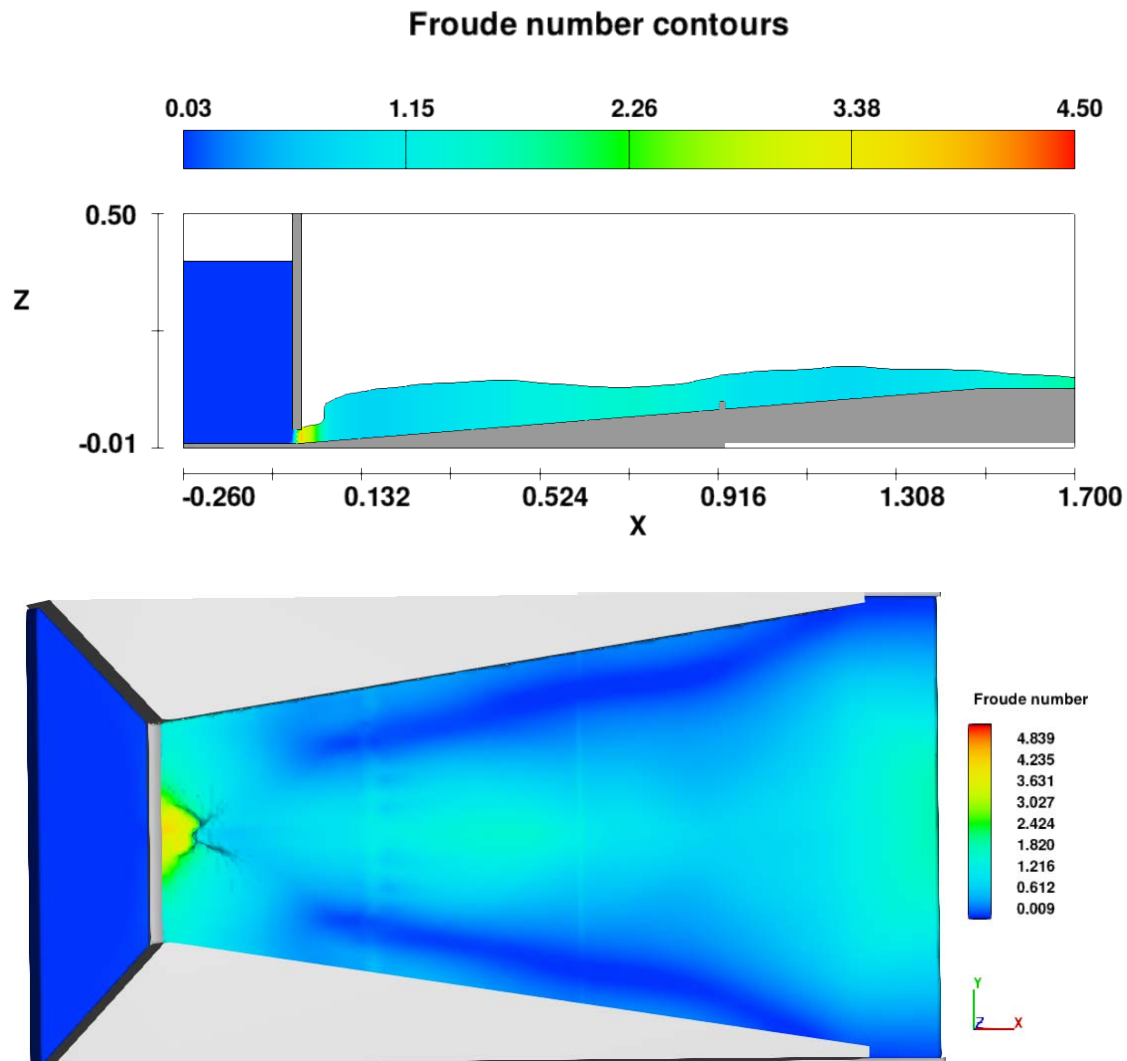 Froude number contours
0.03 1.15 2.26 3.38 4.50
0.50
Z
-0.01
-0.260 0.132 0.524 0.916 1.308 1.700
X
Froude number
4.839
4.235
3.631
3.027
2.424
1.820
1.216
0.612
0.009
Y
Z X